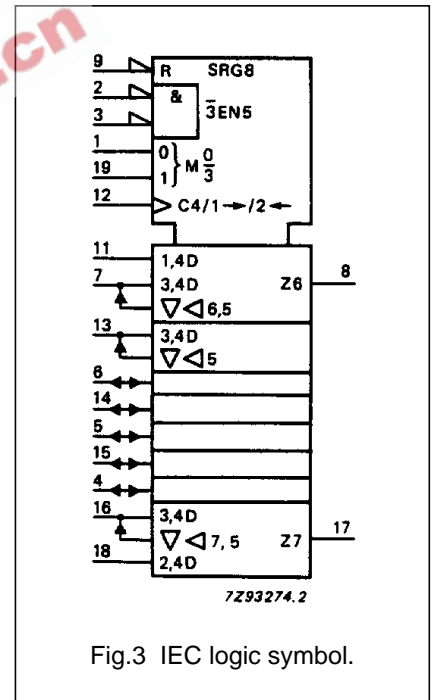 .cn
9 R SRG8
2 &
3 3̅EN5
1 0
19 1 } M 0/3
12 C4/1→/2←
11 1,4D
7 3,4D Z6 8
▽ ◁ 6,5
13 3,4D
▽ ◁ 5
6
14
5
15
4
16 3,4D
▽ ◁ 7, 5 Z7 17
18 2,4D
7Z93274.2
Fig.3 IEC logic symbol.